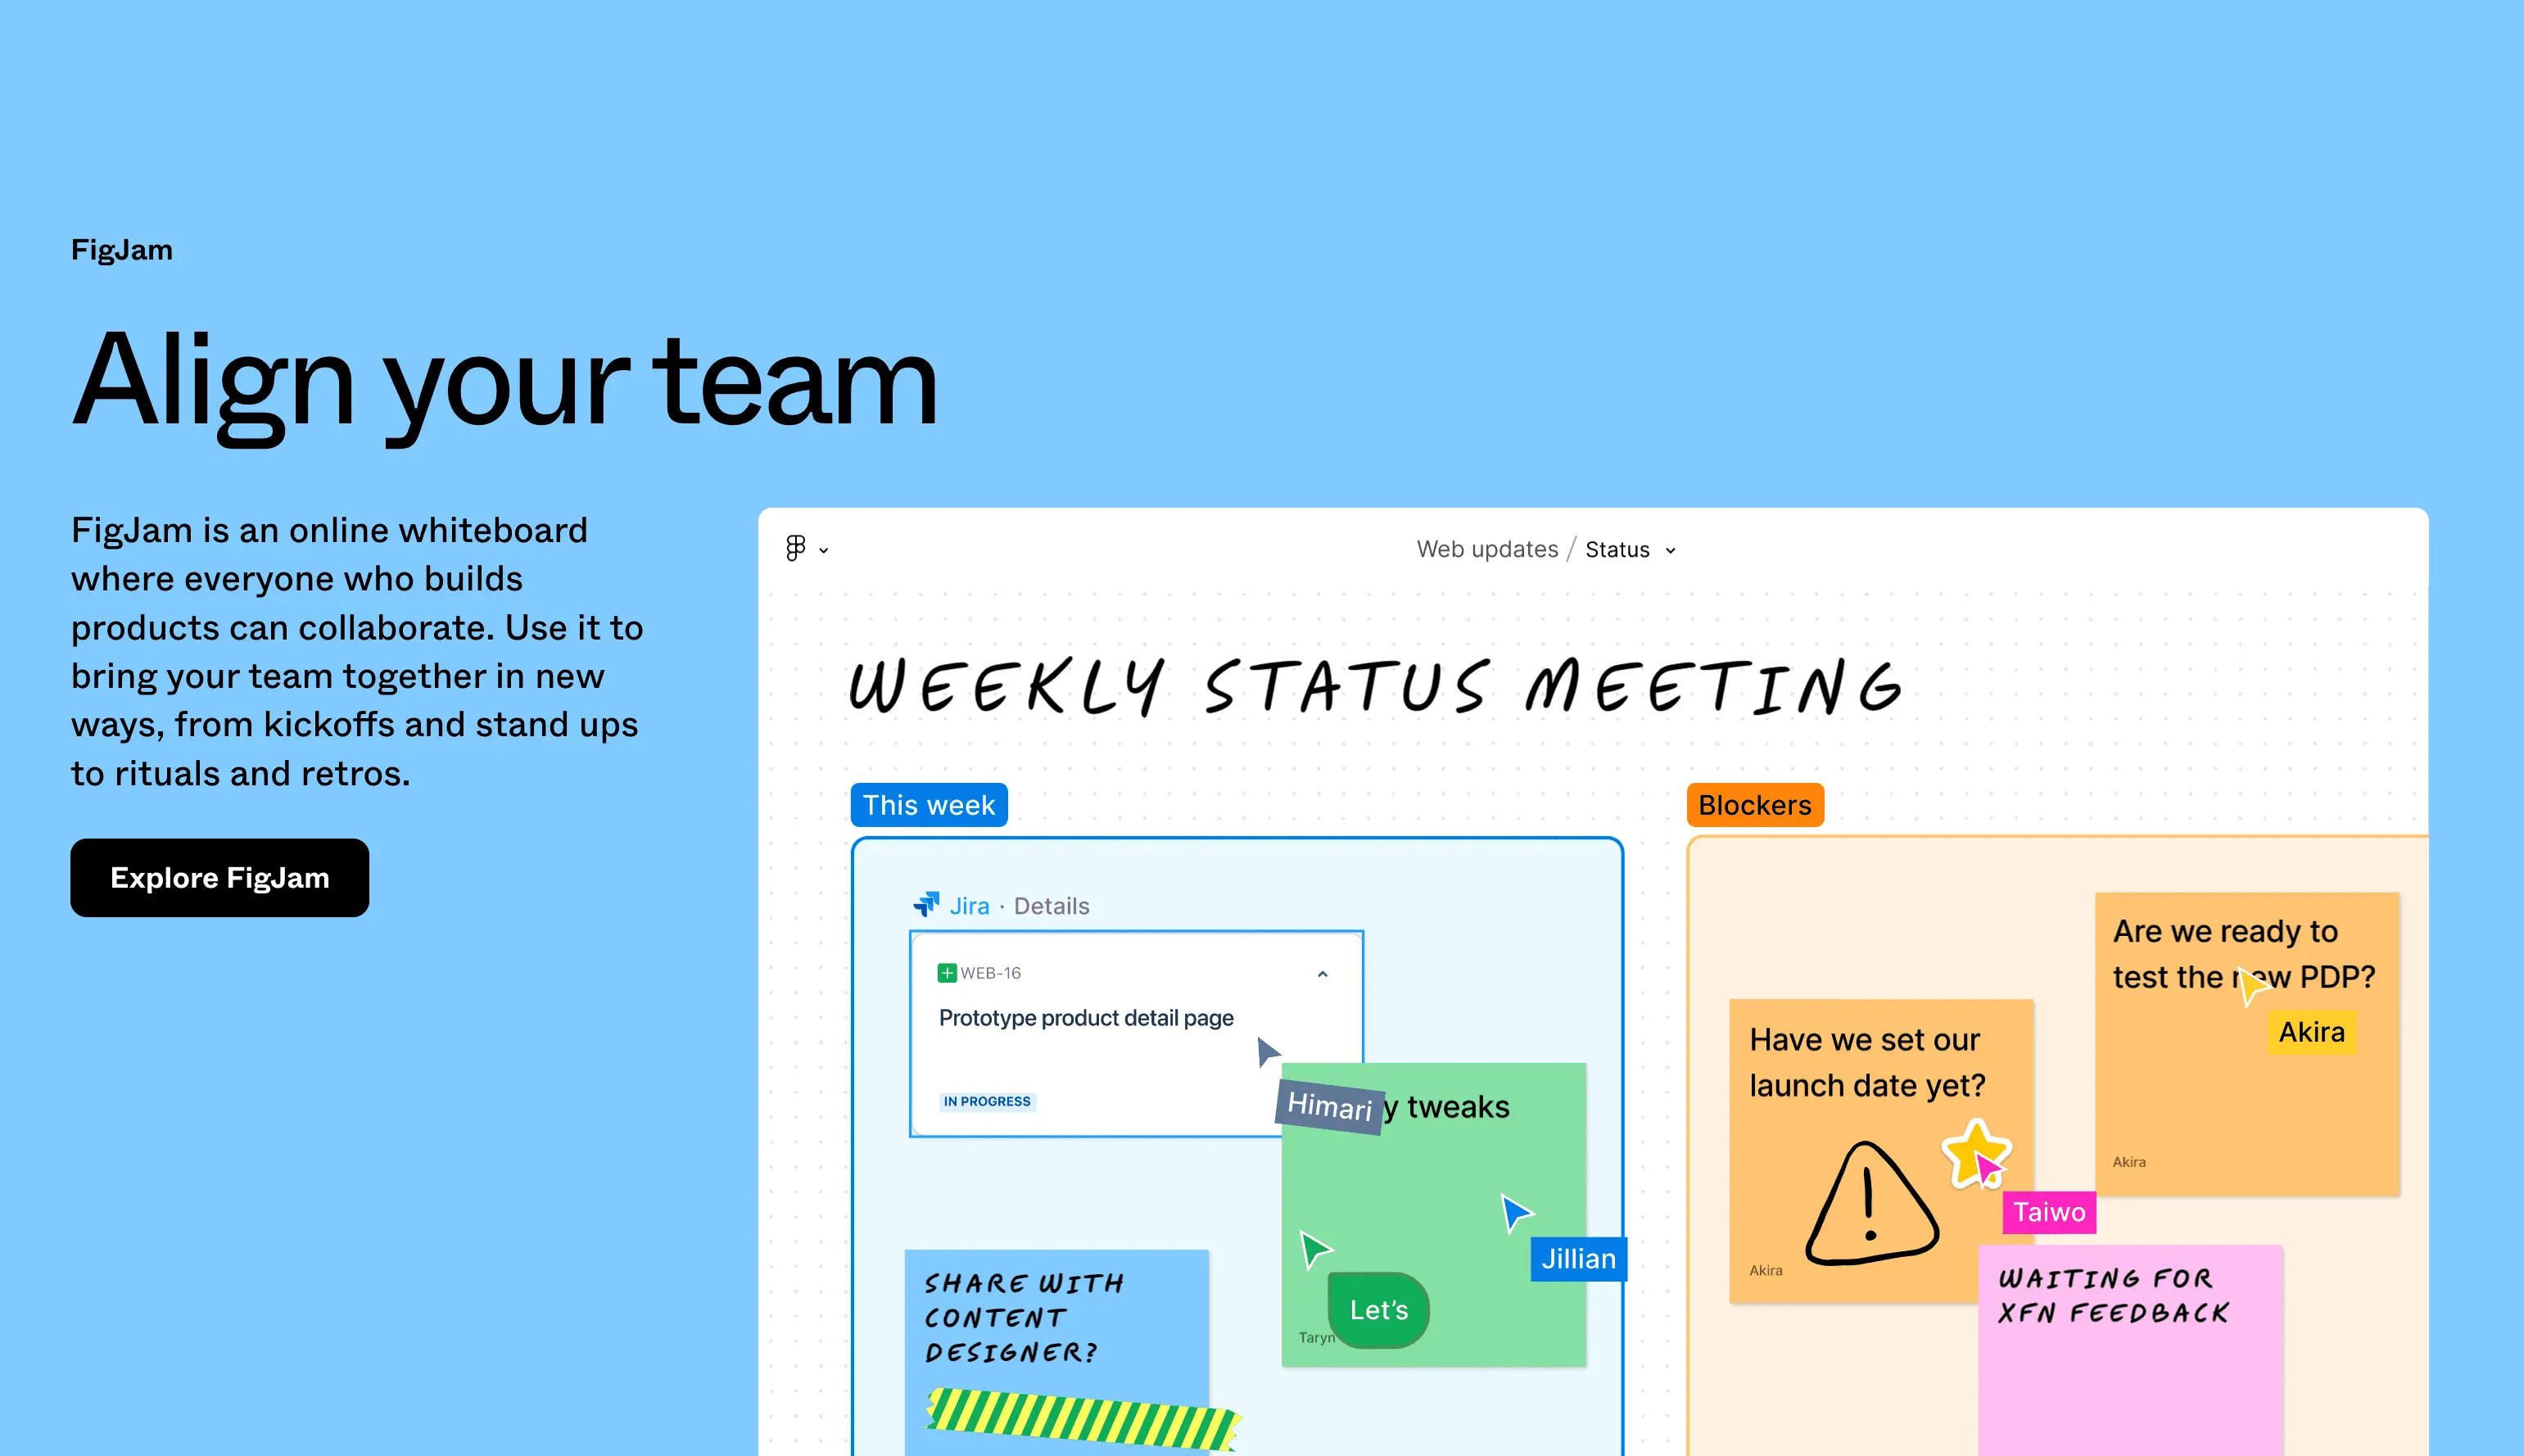 FigJam
Align your team
FigJam is an online whiteboard
where everyone who builds
products can collaborate. Use it to
bring your team together in new
ways, from kickoffs and stand ups
to rituals and retros.
Explore FigJam
Web updates / Status
WEEKLY STATUS MEETING
This week
Jira · Details
WEB-16
Prototype product detail page
IN PROGRESS
Himari
tweaks
Jillian
Let's
Taryn
SHARE WITH
CONTENT
DESIGNER?
Blockers
Are we ready to
test the new PDP?
Akira
Akira
Have we set our
launch date yet?
Akira
Taiwo
WAITING FOR
XFN FEEDBACK